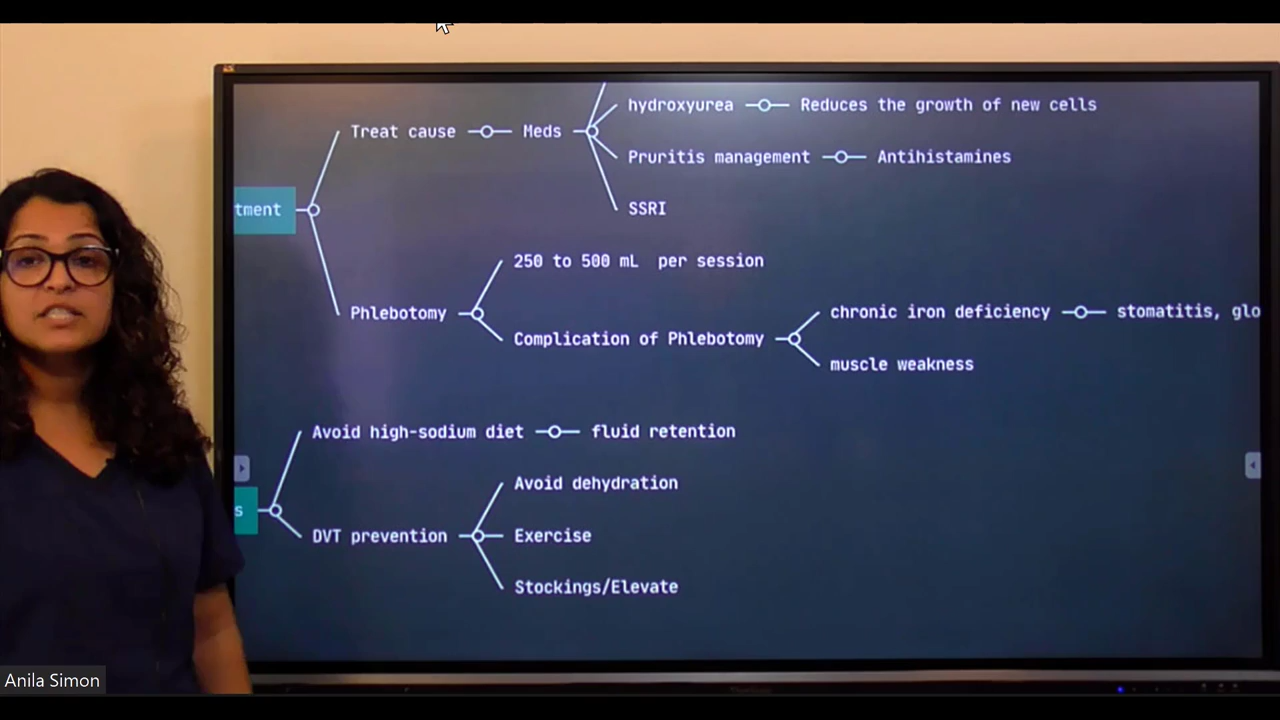 hydroxyurea Reduces the growth of new cells
Treat cause Meds
Pruritis management Antihistamines
tment
SSRI
250 to 500 mL per session
Phlebotomy
chronic iron deficiency stomatitis, glo
Complication of Phlebotomy
muscle weakness
Avoid high-sodium diet fluid retention
Avoid dehydration
s
DVT prevention Exercise
Stockings/Elevate
Anila Simon